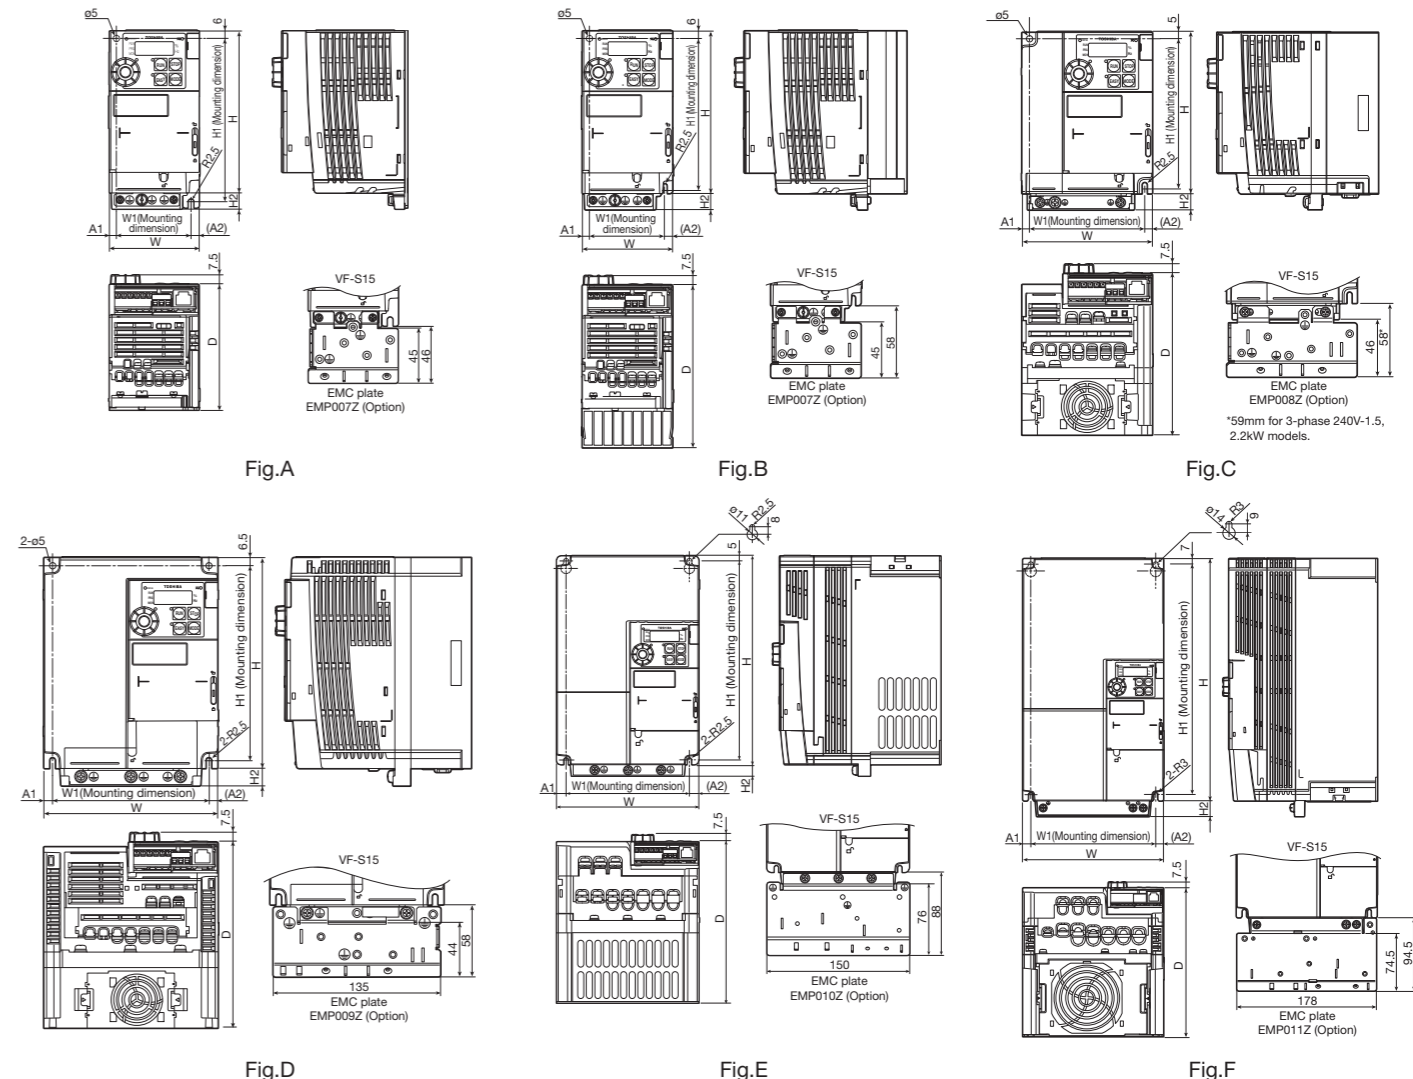 ø5
6
H1 (Mounting dimension)
H
R2.5
H2
A1
W1(Mounting
dimension)
(A2)
W
7.5
D
VF-S15
45
46
EMC plate
EMP007Z (Option)
Fig.A
ø5
6
H1 (Mounting dimension)
H
R2.5
H2
A1
W1(Mounting
dimension)
(A2)
W
7.5
D
VF-S15
45
58
EMC plate
EMP007Z (Option)
Fig.B
ø5
5
H1 (Mounting dimension)
H
R2.5
H2
A1
W1(Mounting dimension)
(A2)
W
7.5
D
VF-S15
46
58*
EMC plate
EMP008Z (Option)
*59mm for 3-phase 240V-1.5,
2.2kW models.
Fig.C
2-ø5
6.5
H1 (Mounting dimension)
H
2-R2.5
H2
A1
W1(Mounting dimension)
(A2)
W
7.5
D
VF-S15
44
58
135
EMC plate
EMP009Z (Option)
Fig.D
ø11
R2.5
8
5
H1 (Mounting dimension)
H
2-R2.5
H2
A1
W1(Mounting dimension)
(A2)
W
7.5
D
VF-S15
76
88
150
EMC plate
EMP010Z (Option)
Fig.E
ø14
R3
9
7
H1 (Mounting dimension)
H
2-R3
H2
A1
W1(Mounting dimension)
(A2)
W
7.5
D
VF-S15
74.5
94.5
178
EMC plate
EMP011Z (Option)
Fig.F